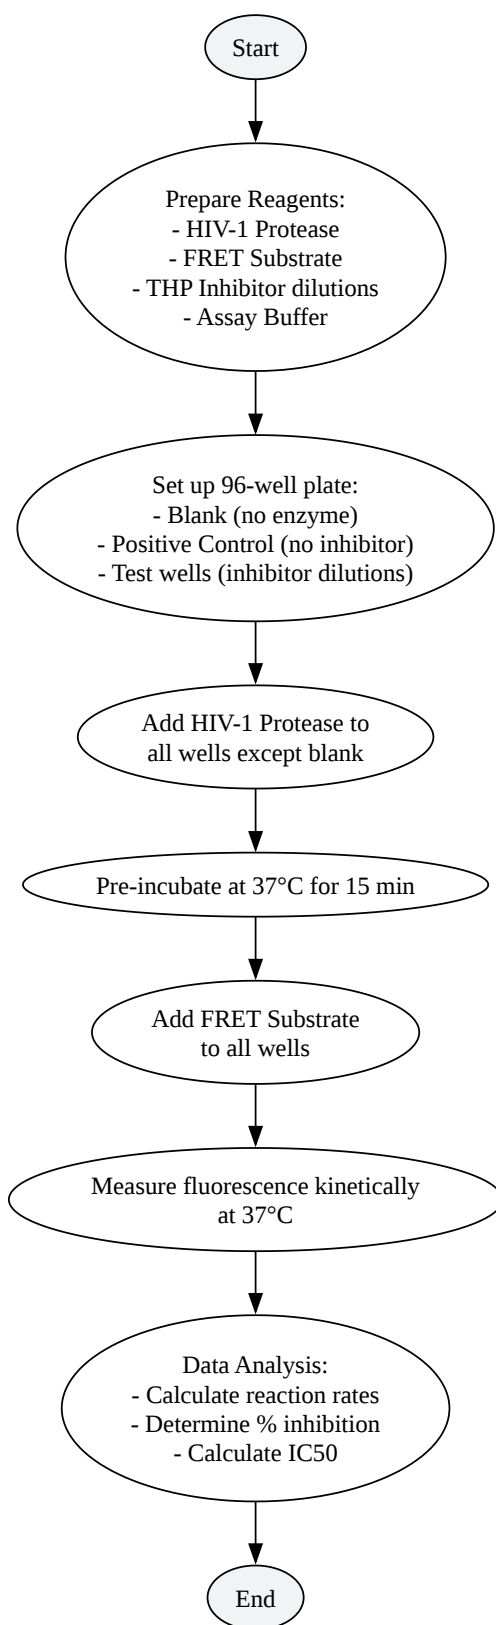 Start
Prepare Reagents:
- HIV-1 Protease
- FRET Substrate
- THP Inhibitor dilutions
- Assay Buffer
Set up 96-well plate:
- Blank (no enzyme)
- Positive Control (no inhibitor)
- Test wells (inhibitor dilutions)
Add HIV-1 Protease to
all wells except blank
Pre-incubate at 37°C for 15 min
Add FRET Substrate
to all wells
Measure fluorescence kinetically
at 37°C
Data Analysis:
- Calculate reaction rates
- Determine % inhibition
- Calculate IC50
End